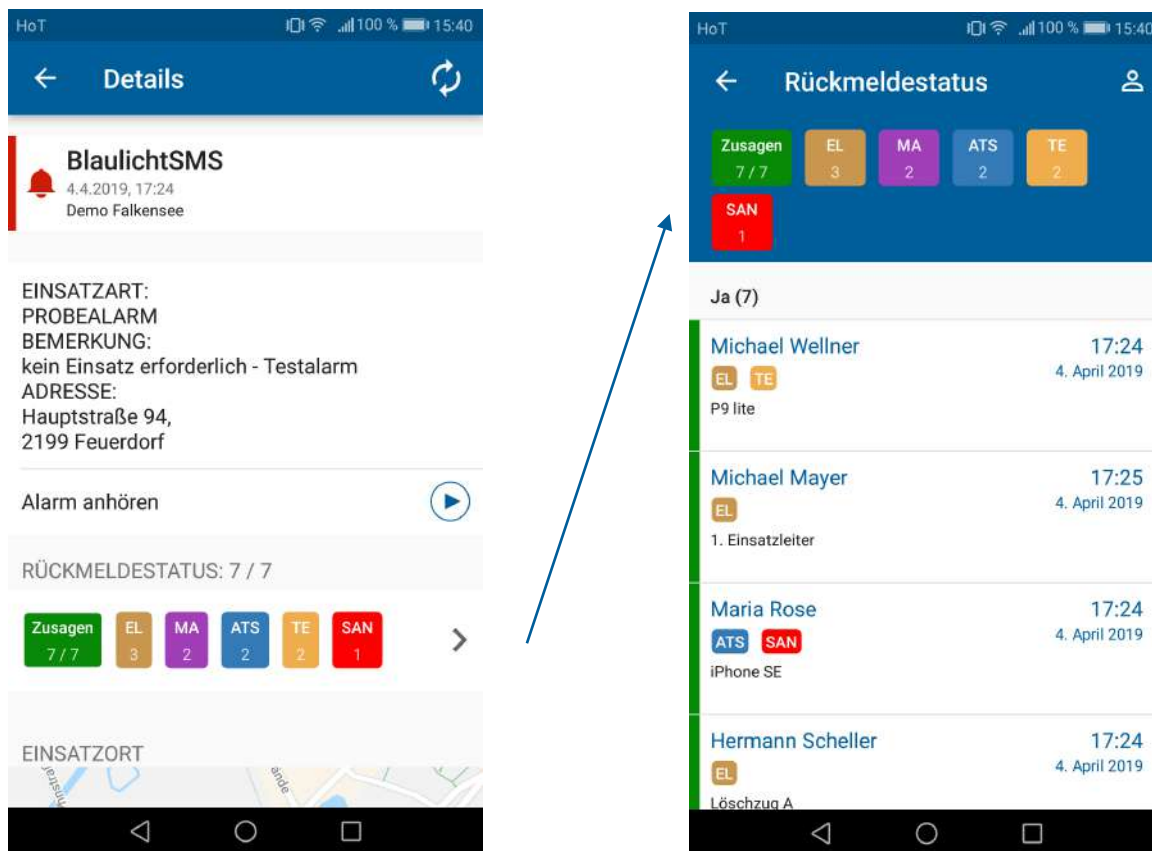 HoT 100 % 15:40
Details
BlaulichtSMS
4.4.2019, 17:24
Demo Falkensee
EINSATZART:
PROBEALARM
BEMERKUNG:
kein Einsatz erforderlich - Testalarm
ADRESSE:
Hauptstraße 94,
2199 Feuerdorf
Alarm anhören
RÜCKMELDESTATUS: 7 / 7
Zusagen EL MA ATS TE SAN
7 / 7 3 2 2 2 1
EINSATZORT
HoT 100 % 15:40
Rückmeldestatus
Zusagen EL MA ATS TE
7 / 7 3 2 2 2
SAN
1
Ja (7)
Michael Wellner 17:24
EL TE 4. April 2019
P9 lite
Michael Mayer 17:25
EL 4. April 2019
1. Einsatzleiter
Maria Rose 17:24
ATS SAN 4. April 2019
iPhone SE
Hermann Scheller 17:24
EL 4. April 2019
Löschzug A